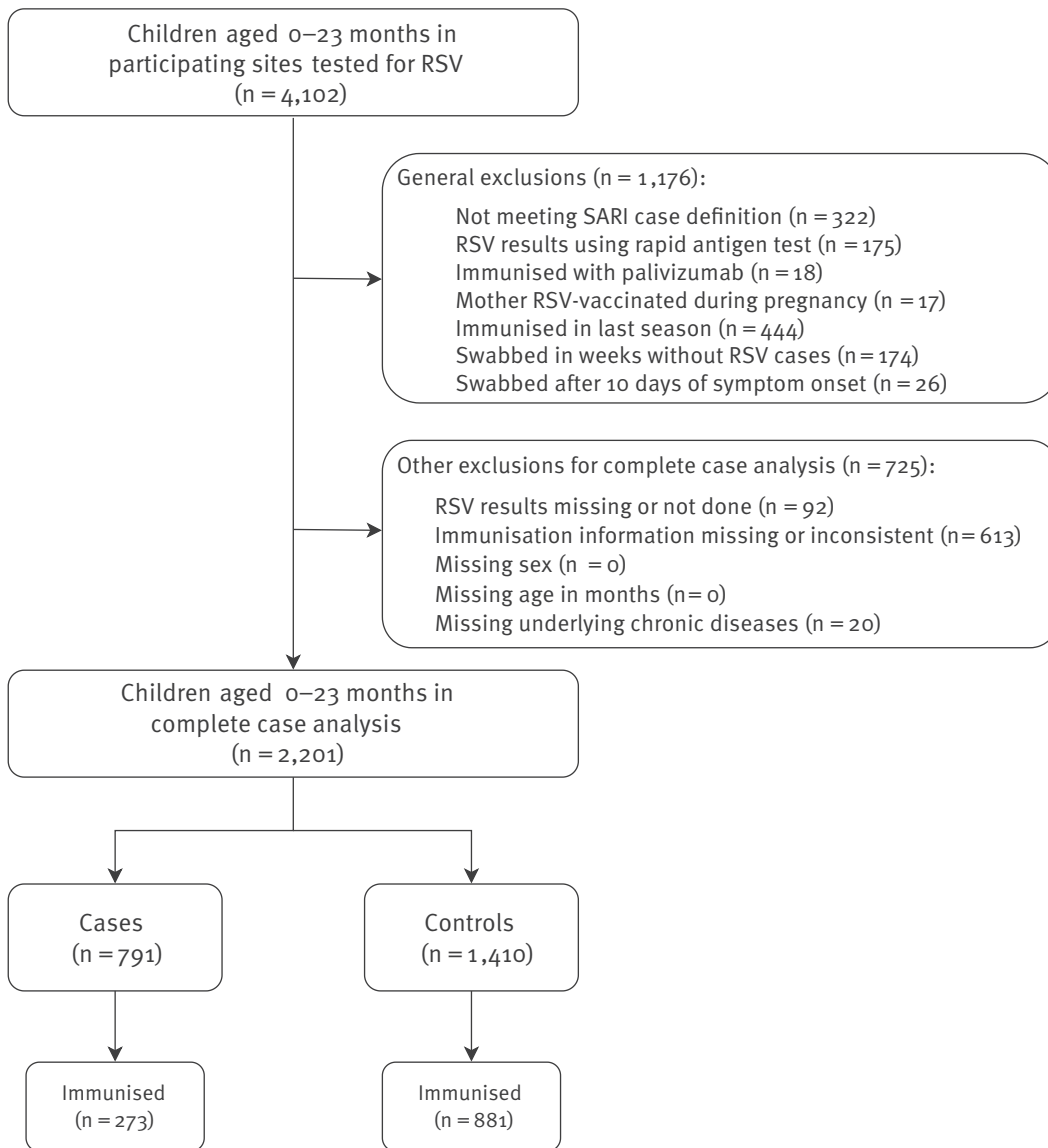 Children aged 0–23 months in
participating sites tested for RSV
(n = 4,102)
General exclusions (n = 1,176):
Not meeting SARI case definition (n = 322)
RSV results using rapid antigen test (n = 175)
Immunised with palivizumab (n = 18)
Mother RSV-vaccinated during pregnancy (n = 17)
Immunised in last season (n = 444)
Swabbed in weeks without RSV cases (n = 174)
Swabbed after 10 days of symptom onset (n = 26)
Other exclusions for complete case analysis (n = 725):
RSV results missing or not done (n = 92)
Immunisation information missing or inconsistent (n = 613)
Missing sex (n = 0)
Missing age in months (n = 0)
Missing underlying chronic diseases (n = 20)
Children aged 0–23 months in
complete case analysis
(n = 2,201)
Cases
(n = 791)
Controls
(n = 1,410)
Immunised
(n = 273)
Immunised
(n = 881)